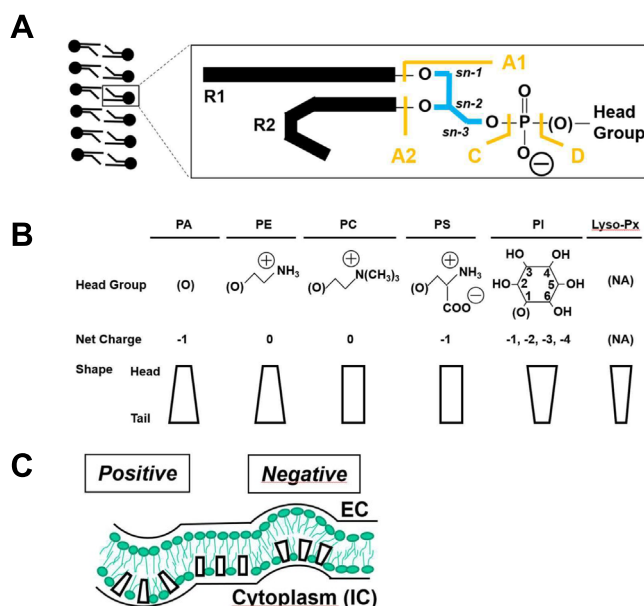 A
R1
R2
O
sn-1
A1
O
sn-2
sn-3
A2
O
P
O
O
⊖
(O)
Head
Group
C
D
B
PA PE PC PS PI Lyso-Px
Head Group (O) (O) ⊕ NH3 (O) ⊕ N(CH3)3 (O) ⊕ NH3 COO ⊖ HO OH HO OH (O) OH 1 2 3 4 5 6 (NA)
Net Charge -1 0 0 -1 -1, -2, -3, -4 (NA)
Shape Head
Tail
C
Positive Negative
EC
Cytoplasm (IC)